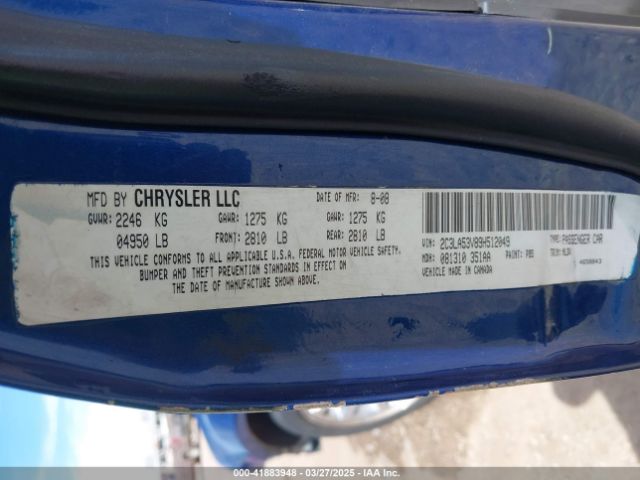 MFD BY CHRYSLER LLC DATE OF MFR: 8-08
GVWR: 2246 KG GAWR: 1275 KG GAWR: 1275 KG
04950 LB FRONT: 2810 LB REAR: 2810 LB
THIS VEHICLE CONFORMS TO ALL APPLICABLE U.S.A. FEDERAL MOTOR VEHICLE SAFETY,
BUMPER AND THEFT PREVENTION STANDARDS IN EFFECT ON
THE DATE OF MANUFACTURE SHOWN ABOVE.
VIN: 2C3LA53V89H512049 TYPE: PASSENGER CAR
MDH: 081310 351AA PAINT: PB5 TRIM:
MADE IN CANADA
000-41883948 - 03/27/2025 - IAA Inc.